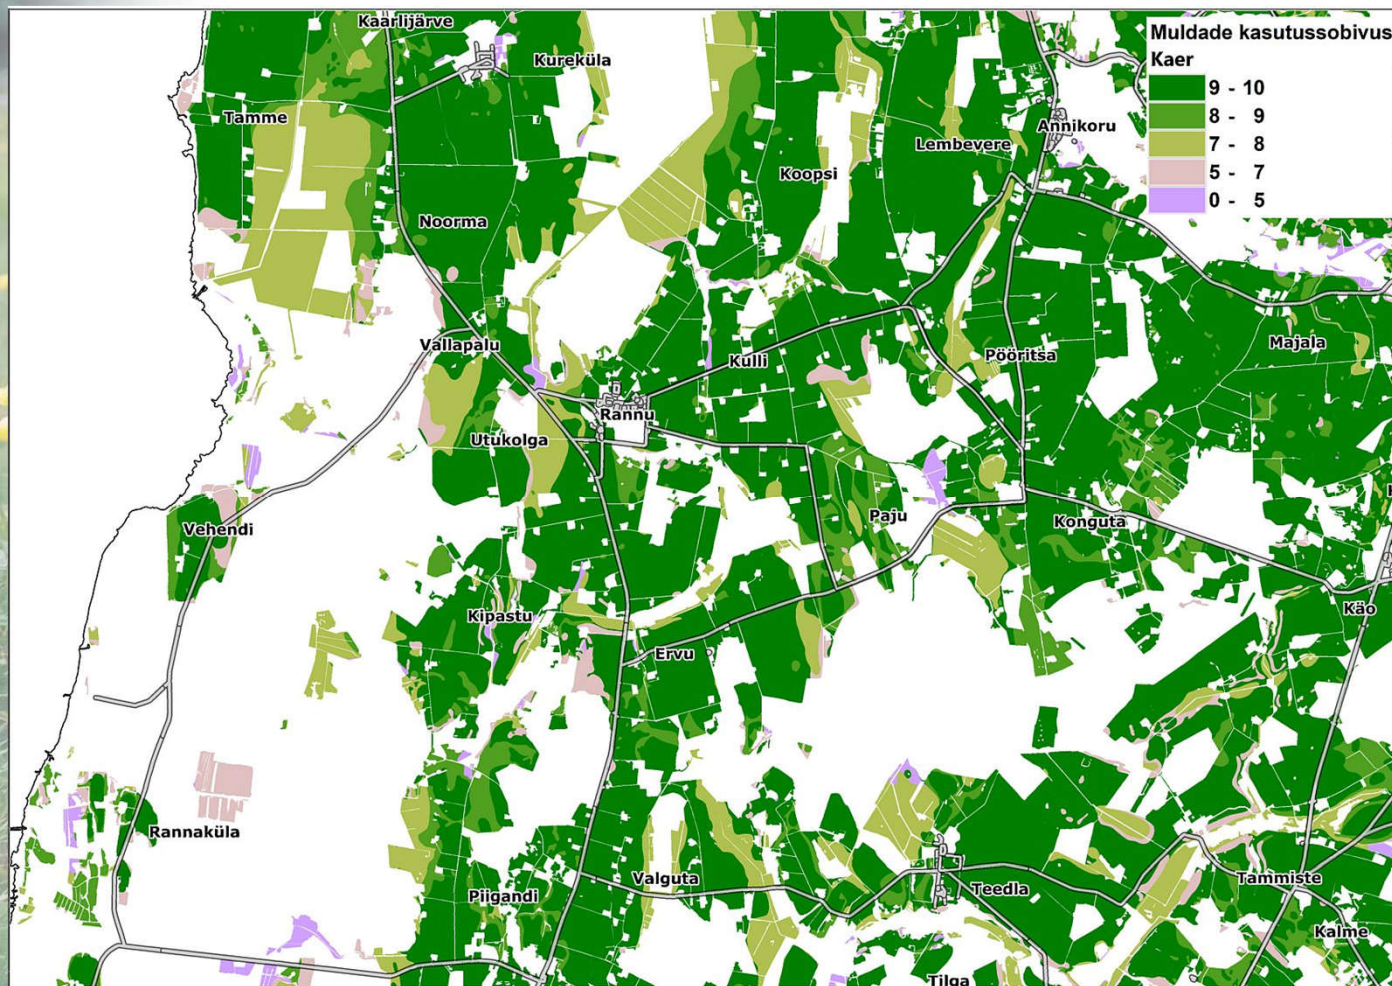 Muldade kasutussobivus
Kaer
9 - 10
8 - 9
7 - 8
5 - 7
0 - 5
Kaarlijärve
Kureküla
Tamme
Annikoru
Lembevere
Koopsi
Noorma
Vallapalu
Kulli
Pööritsa
Majala
Rannu
Utukolga
Vehendi
Paju
Konguta
Kipastu
Käo
Ervu
Rannaküla
Valguta
Piigandi
Teedla
Tammiste
Kalme
Tilga